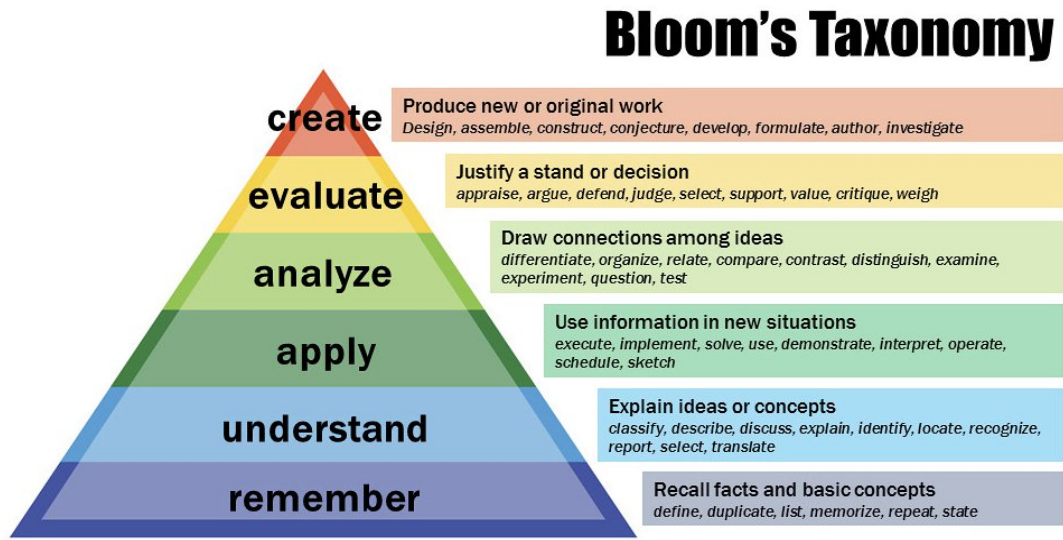 Bloom's Taxonomy
create
Produce new or original work
Design, assemble, construct, conjecture, develop, formulate, author, investigate
evaluate
Justify a stand or decision
appraise, argue, defend, judge, select, support, value, critique, weigh
analyze
Draw connections among ideas
differentiate, organize, relate, compare, contrast, distinguish, examine,
experiment, question, test
apply
Use information in new situations
execute, implement, solve, use, demonstrate, interpret, operate,
schedule, sketch
understand
Explain ideas or concepts
classify, describe, discuss, explain, identify, locate, recognize,
report, select, translate
remember
Recall facts and basic concepts
define, duplicate, list, memorize, repeat, state